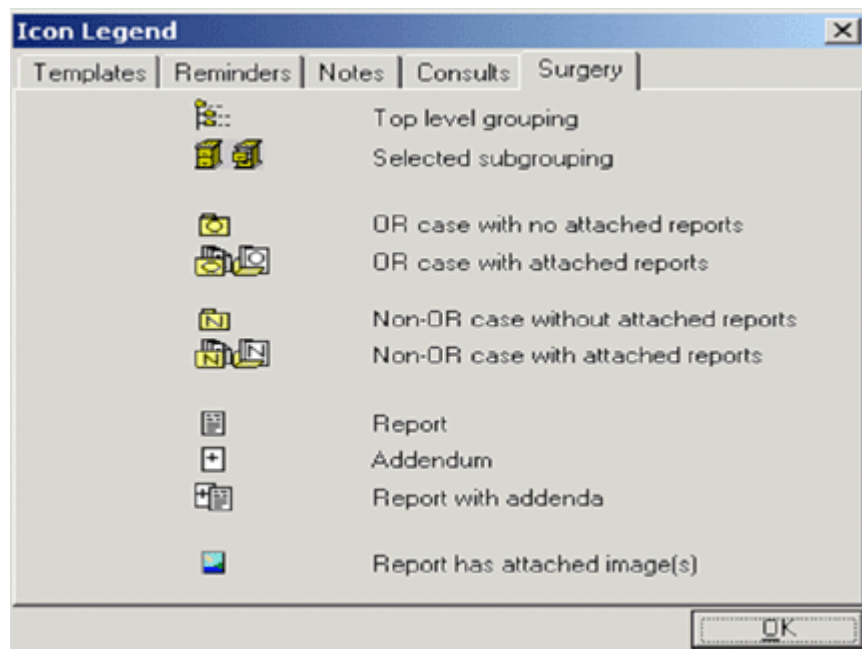 Icon Legend
Templates Reminders Notes Consults Surgery
Top level grouping
Selected subgrouping
OR case with no attached reports
OR case with attached reports
Non-OR case without attached reports
Non-OR case with attached reports
Report
Addendum
Report with addenda
Report has attached image(s)
OK